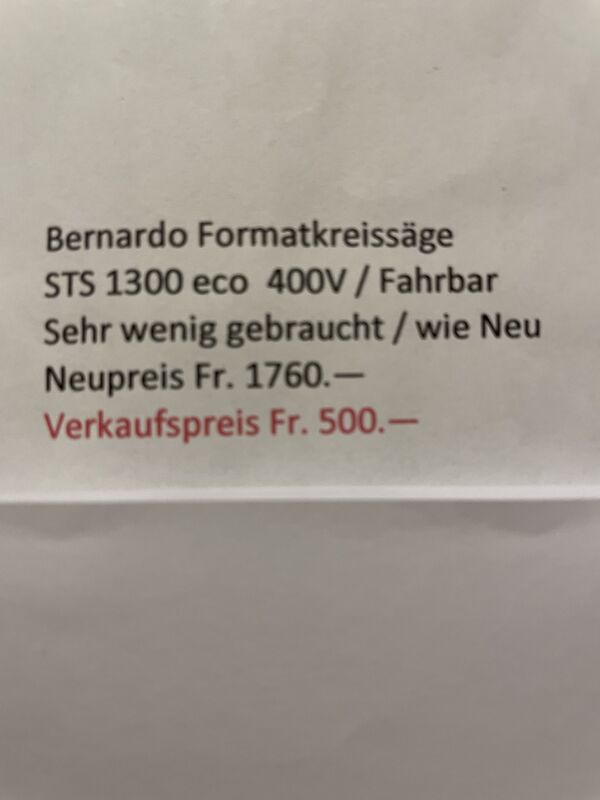 Bernardo Formatkreissäge
STS 1300 eco  400V / Fahrbar
Sehr wenig gebraucht / wie Neu
Neupreis Fr. 1760.—
Verkaufspreis Fr. 500.—